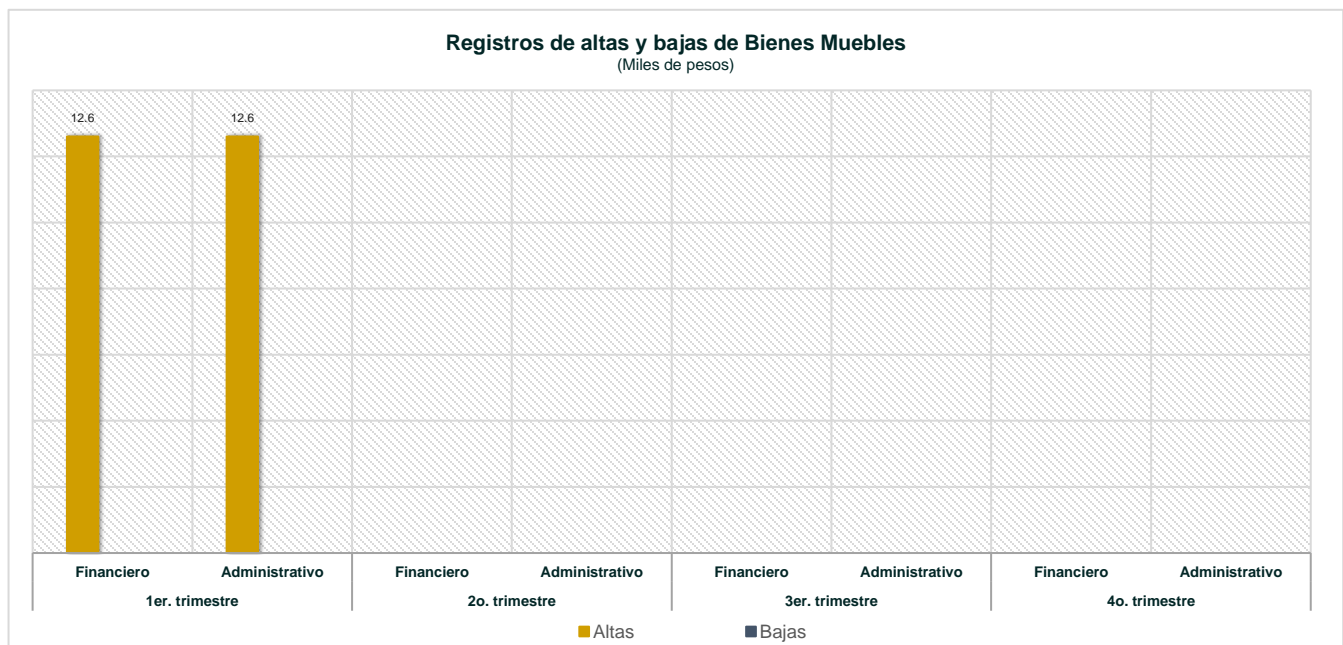 Registros de altas y bajas de Bienes Muebles
(Miles de pesos)
12.6 12.6
Financiero Administrativo Financiero Administrativo Financiero Administrativo Financiero Administrativo
1er. trimestre 2o. trimestre 3er. trimestre 4o. trimestre
Altas Bajas